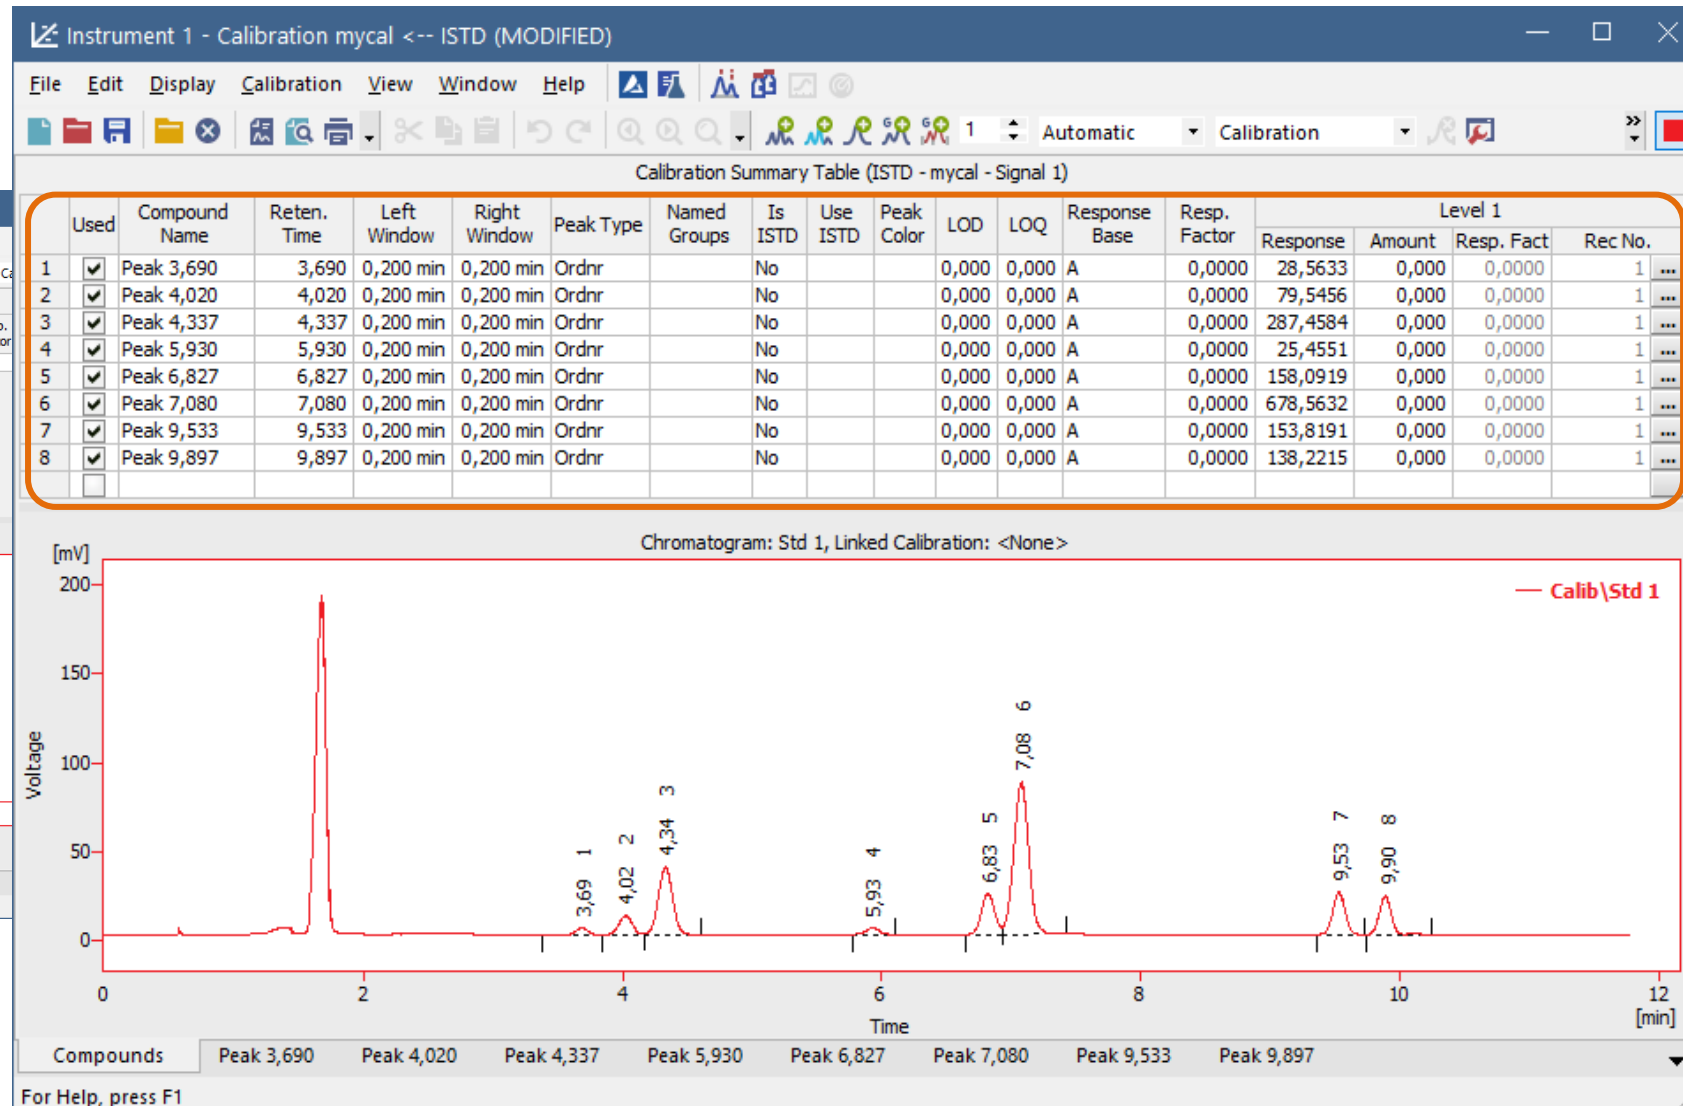 Instrument 1 - Calibration mycal <-- ISTD (MODIFIED)
File Edit Display Calibration View Window Help
1 Automatic Calibration
Calibration Summary Table (ISTD - mycal - Signal 1)
Used Compound Name Reten. Time Left Window Right Window Peak Type Named Groups Is ISTD Use ISTD Peak Color LOD LOQ Response Base Resp. Factor Level 1
Response Amount Resp. Fact Rec No.
1 Peak 3,690 3,690 0,200 min 0,200 min Ordnr No 0,000 0,000 A 0,0000 28,5633 0,000 0,0000 1 ...
2 Peak 4,020 4,020 0,200 min 0,200 min Ordnr No 0,000 0,000 A 0,0000 79,5456 0,000 0,0000 1 ...
3 Peak 4,337 4,337 0,200 min 0,200 min Ordnr No 0,000 0,000 A 0,0000 287,4584 0,000 0,0000 1 ...
4 Peak 5,930 5,930 0,200 min 0,200 min Ordnr No 0,000 0,000 A 0,0000 25,4551 0,000 0,0000 1 ...
5 Peak 6,827 6,827 0,200 min 0,200 min Ordnr No 0,000 0,000 A 0,0000 158,0919 0,000 0,0000 1 ...
6 Peak 7,080 7,080 0,200 min 0,200 min Ordnr No 0,000 0,000 A 0,0000 678,5632 0,000 0,0000 1 ...
7 Peak 9,533 9,533 0,200 min 0,200 min Ordnr No 0,000 0,000 A 0,0000 153,8191 0,000 0,0000 1 ...
8 Peak 9,897 9,897 0,200 min 0,200 min Ordnr No 0,000 0,000 A 0,0000 138,2215 0,000 0,0000 1 ...
Chromatogram: Std 1, Linked Calibration: <None>
[mV]
200
150
100
50
0
Voltage
Calib\Std 1
3,69 1
4,02 2
4,34 3
5,93 4
6,83 5
7,08 6
9,53 7
9,90 8
0 2 4 6 8 10 12
Time
[min]
Compounds Peak 3,690 Peak 4,020 Peak 4,337 Peak 5,930 Peak 6,827 Peak 7,080 Peak 9,533 Peak 9,897
For Help, press F1